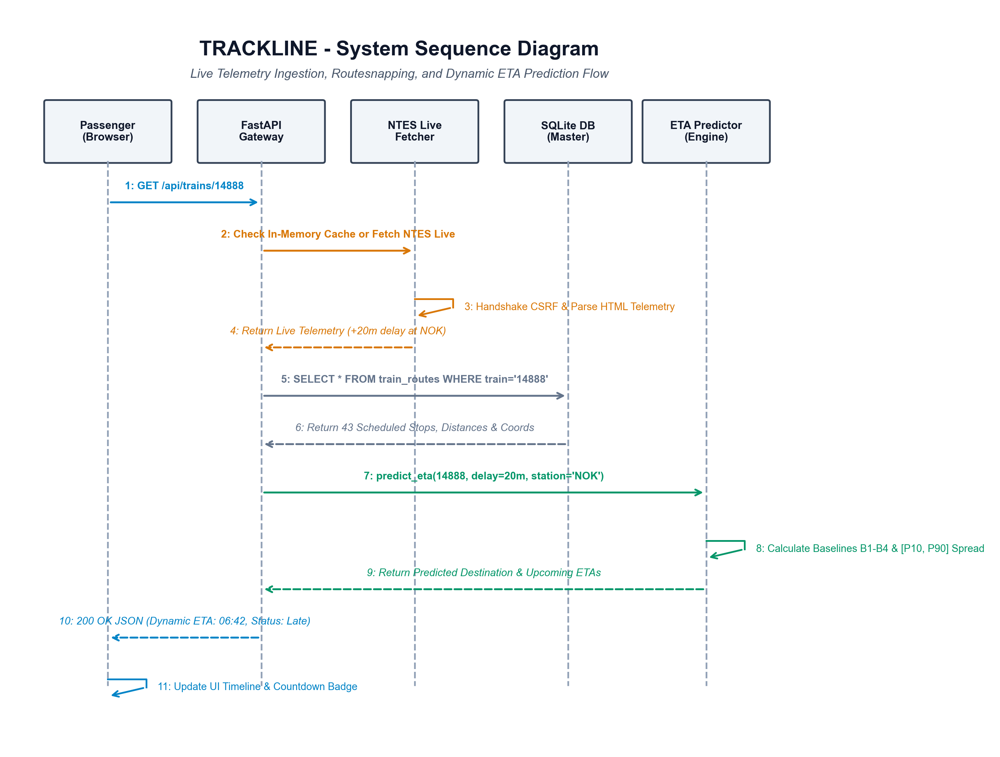 TRACKLINE - System Sequence Diagram
Live Telemetry Ingestion, Routesnapping, and Dynamic ETA Prediction Flow
Passenger
(Browser)
FastAPI
Gateway
NTES Live
Fetcher
SQLite DB
(Master)
ETA Predictor
(Engine)
1: GET /api/trains/14888
2: Check In-Memory Cache or Fetch NTES Live
3: Handshake CSRF & Parse HTML Telemetry
4: Return Live Telemetry (+20m delay at NOK)
5: SELECT * FROM train_routes WHERE train='14888'
6: Return 43 Scheduled Stops, Distances & Coords
7: predict_eta(14888, delay=20m, station='NOK')
8: Calculate Baselines B1-B4 & [P10, P90] Spread
9: Return Predicted Destination & Upcoming ETAs
10: 200 OK JSON (Dynamic ETA: 06:42, Status: Late)
11: Update UI Timeline & Countdown Badge